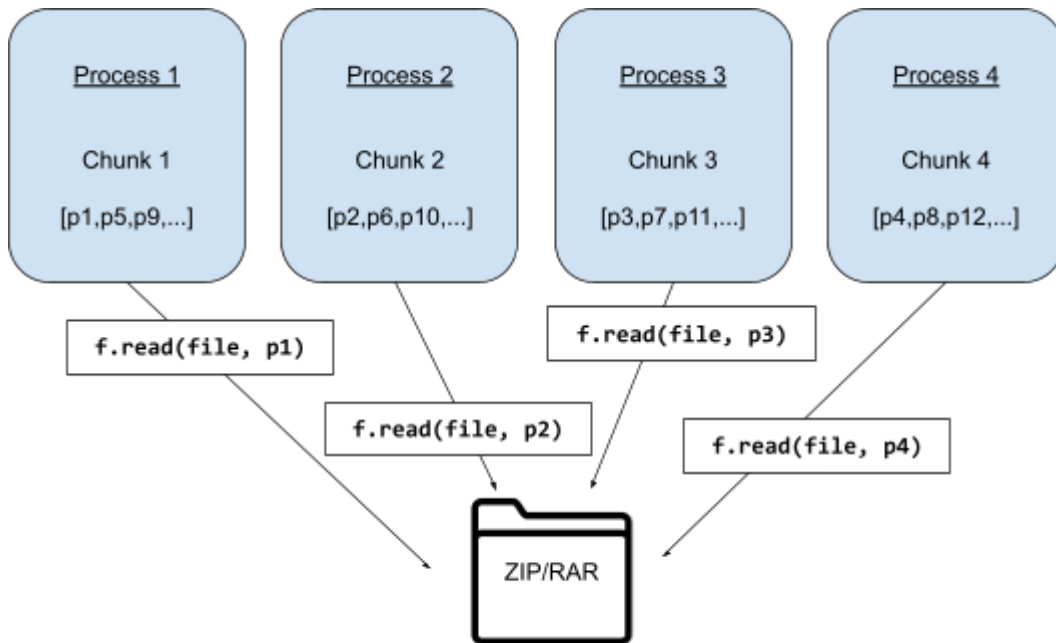 Process 1
Chunk 1
[p1,p5,p9,...]
Process 2
Chunk 2
[p2,p6,p10,...]
Process 3
Chunk 3
[p3,p7,p11,...]
Process 4
Chunk 4
[p4,p8,p12,...]
f.read(file, p1)
f.read(file, p2)
f.read(file, p3)
f.read(file, p4)
ZIP/RAR